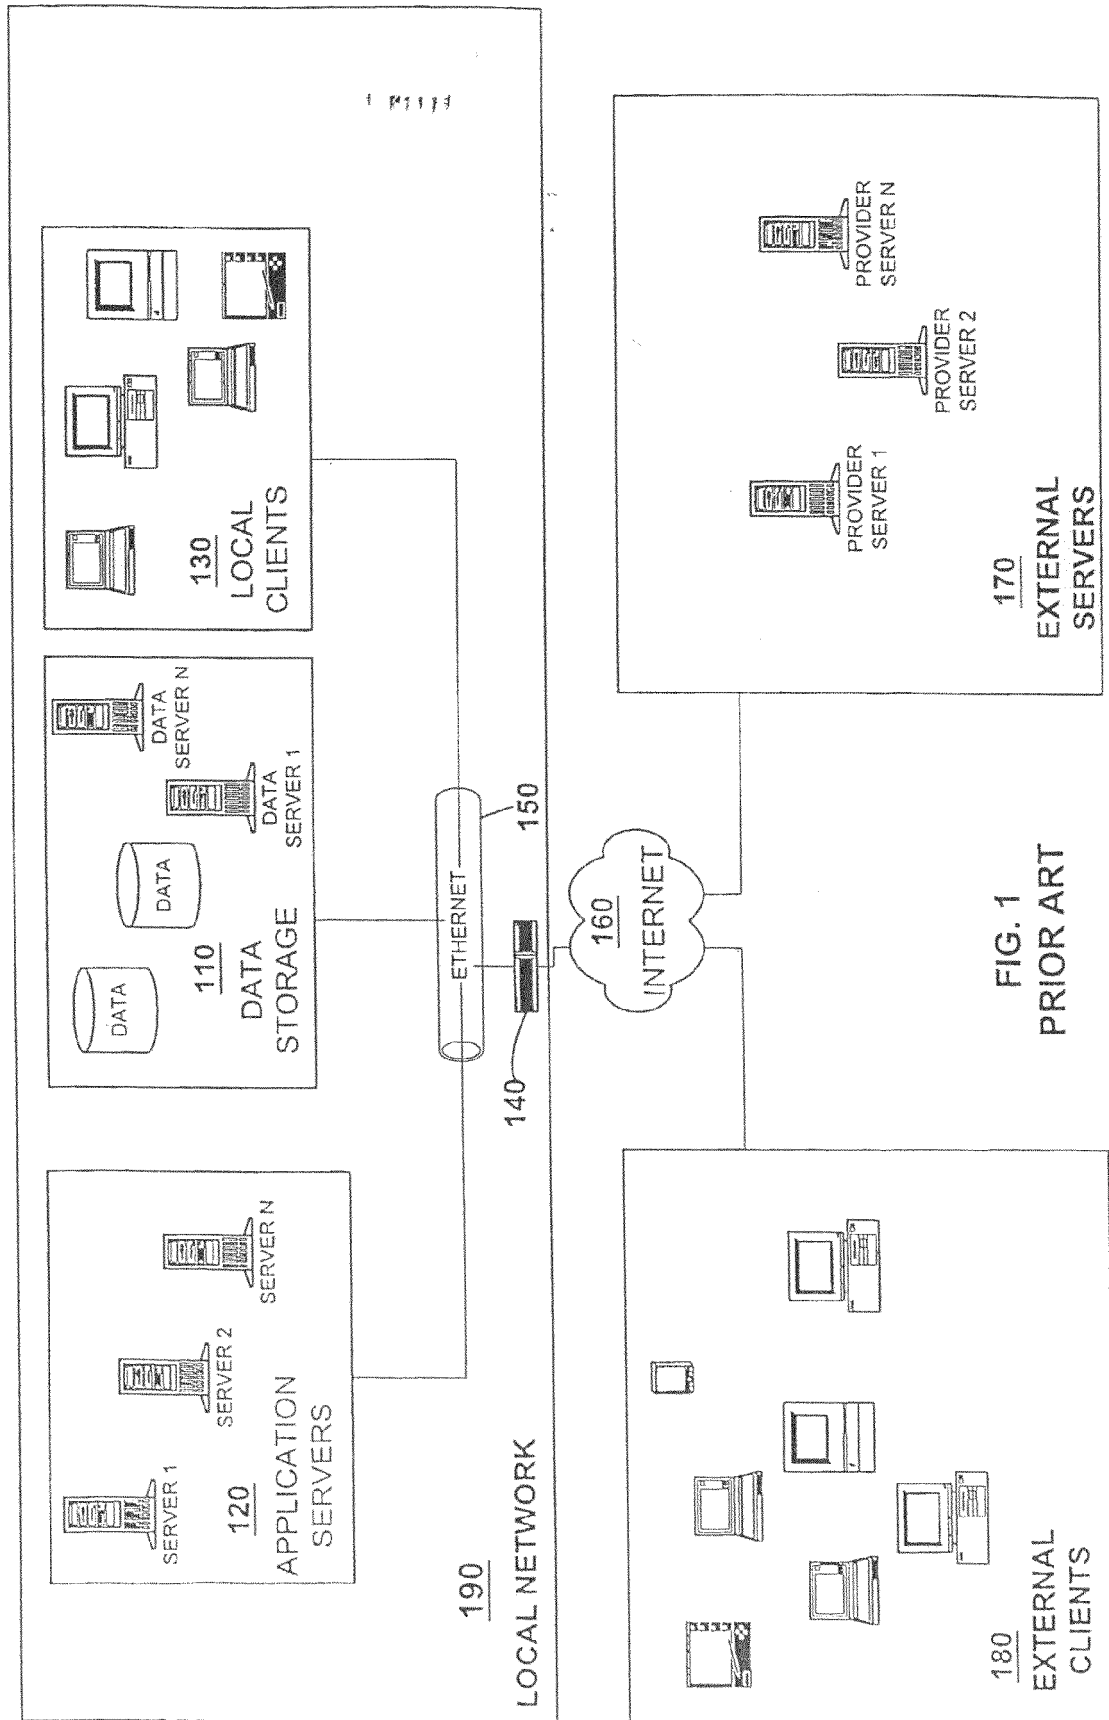 SERVER 1
SERVER 2
SERVER N
120
APPLICATION
SERVERS
DATA
DATA
DATA
SERVER 1
DATA
SERVER N
110
DATA
STORAGE
130
LOCAL
CLIENTS
190
LOCAL NETWORK
ETHERNET
150
140
160
INTERNET
180
EXTERNAL
CLIENTS
PROVIDER
SERVER 1
PROVIDER
SERVER 2
PROVIDER
SERVER N
170
EXTERNAL
SERVERS
FIG. 1
PRIOR ART